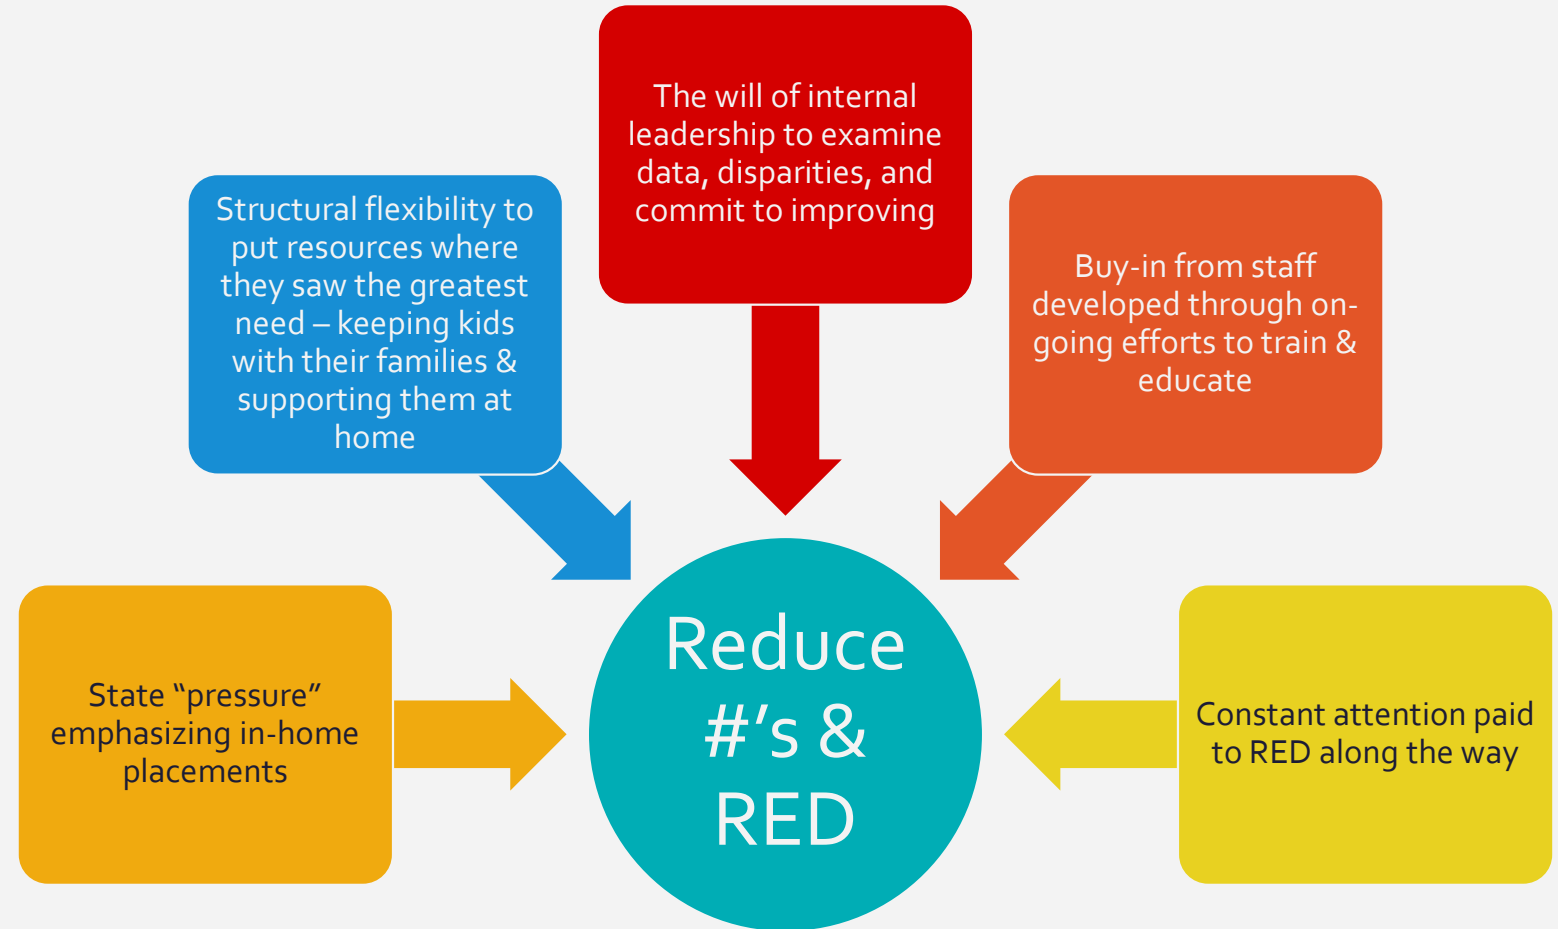 The will of internal
leadership to examine
data, disparities, and
commit to improving
Structural flexibility to
put resources where
they saw the greatest
need – keeping kids
with their families &
supporting them at
home
Buy-in from staff
developed through on-
going efforts to train &
educate
State “pressure”
emphasizing in-home
placements
Reduce
#’s &
RED
Constant attention paid
to RED along the way